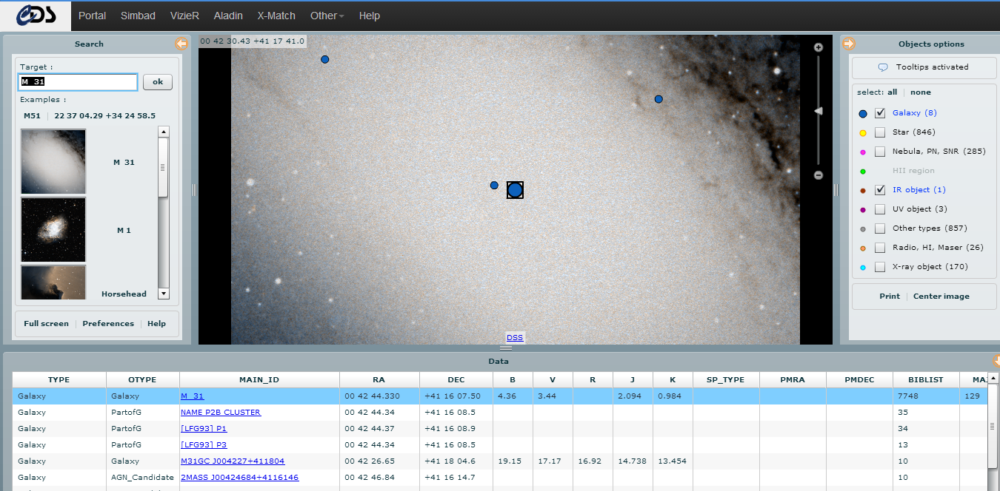 CDS Portal Simbad VizieR Aladin X-Match Other Help
Search
Target :
M 31 ok
Examples :
M51 22 37 04.29 +34 24 58.5
M 31
M 1
Horsehead
Full screen Preferences Help
00 42 30.43 +41 17 41.0
DSS
Objects options
Tooltips activated
select: all none
Galaxy (8)
Star (846)
Nebula, PN, SNR (285)
HII region
IR object (1)
UV object (3)
Other types (857)
Radio, HI, Maser (26)
X-ray object (170)
Print Center image
Data
TYPE OTYPE MAIN_ID RA DEC B V R J K SP_TYPE PMRA PMDEC BIBLIST
Galaxy Galaxy M 31 00 42 44.330 +41 16 07.50 4.36 3.44 2.094 0.984 7748 129
Galaxy PartofG NAME P2B CLUSTER 00 42 44.34 +41 16 08.5 35
Galaxy PartofG [LFG93] P1 00 42 44.37 +41 16 08.9 34
Galaxy PartofG [LFG93] P3 00 42 44.34 +41 16 08.5 13
Galaxy Galaxy M31GC J004227+411804 00 42 26.65 +41 18 04.6 19.15 17.17 16.92 14.738 13.454 10
Galaxy AGN_Candidate 2MASS J00424684+4116146 00 42 46.84 +41 16 14.7 10